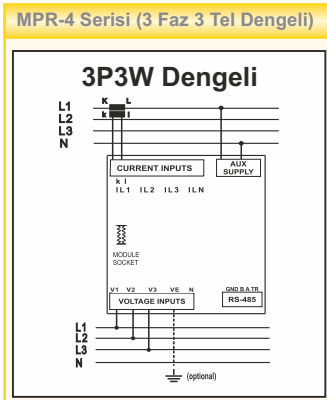 MPR-4 Serisi (3 Faz 3 Tel Dengeli)
3P3W Dengeli
K L
L1
k l
L2
L3
N
CURRENT INPUTS
AUX
SUPPLY
k l
IL1 IL2 IL3 ILN
MODULE
SOCKET
V1 V2 V3 VE N
GND B A TR
VOLTAGE INPUTS
RS-485
L1
L2
L3
N
(optional)